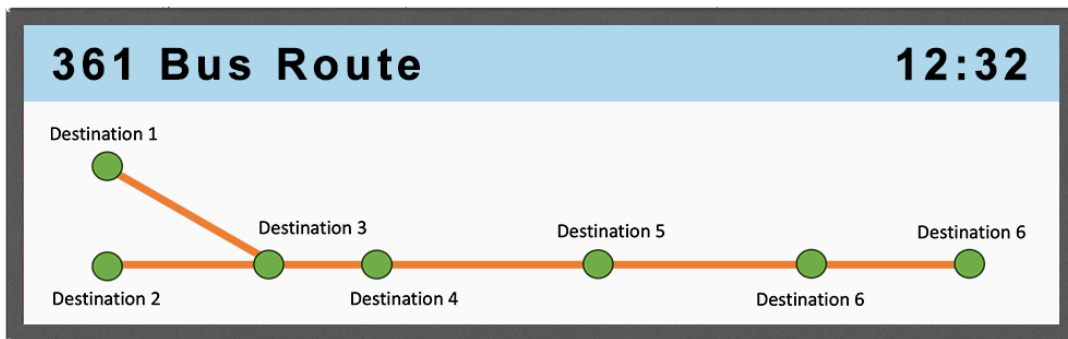 361 Bus Route 12:32
Destination 1
Destination 3
Destination 5
Destination 6
Destination 2
Destination 4
Destination 6